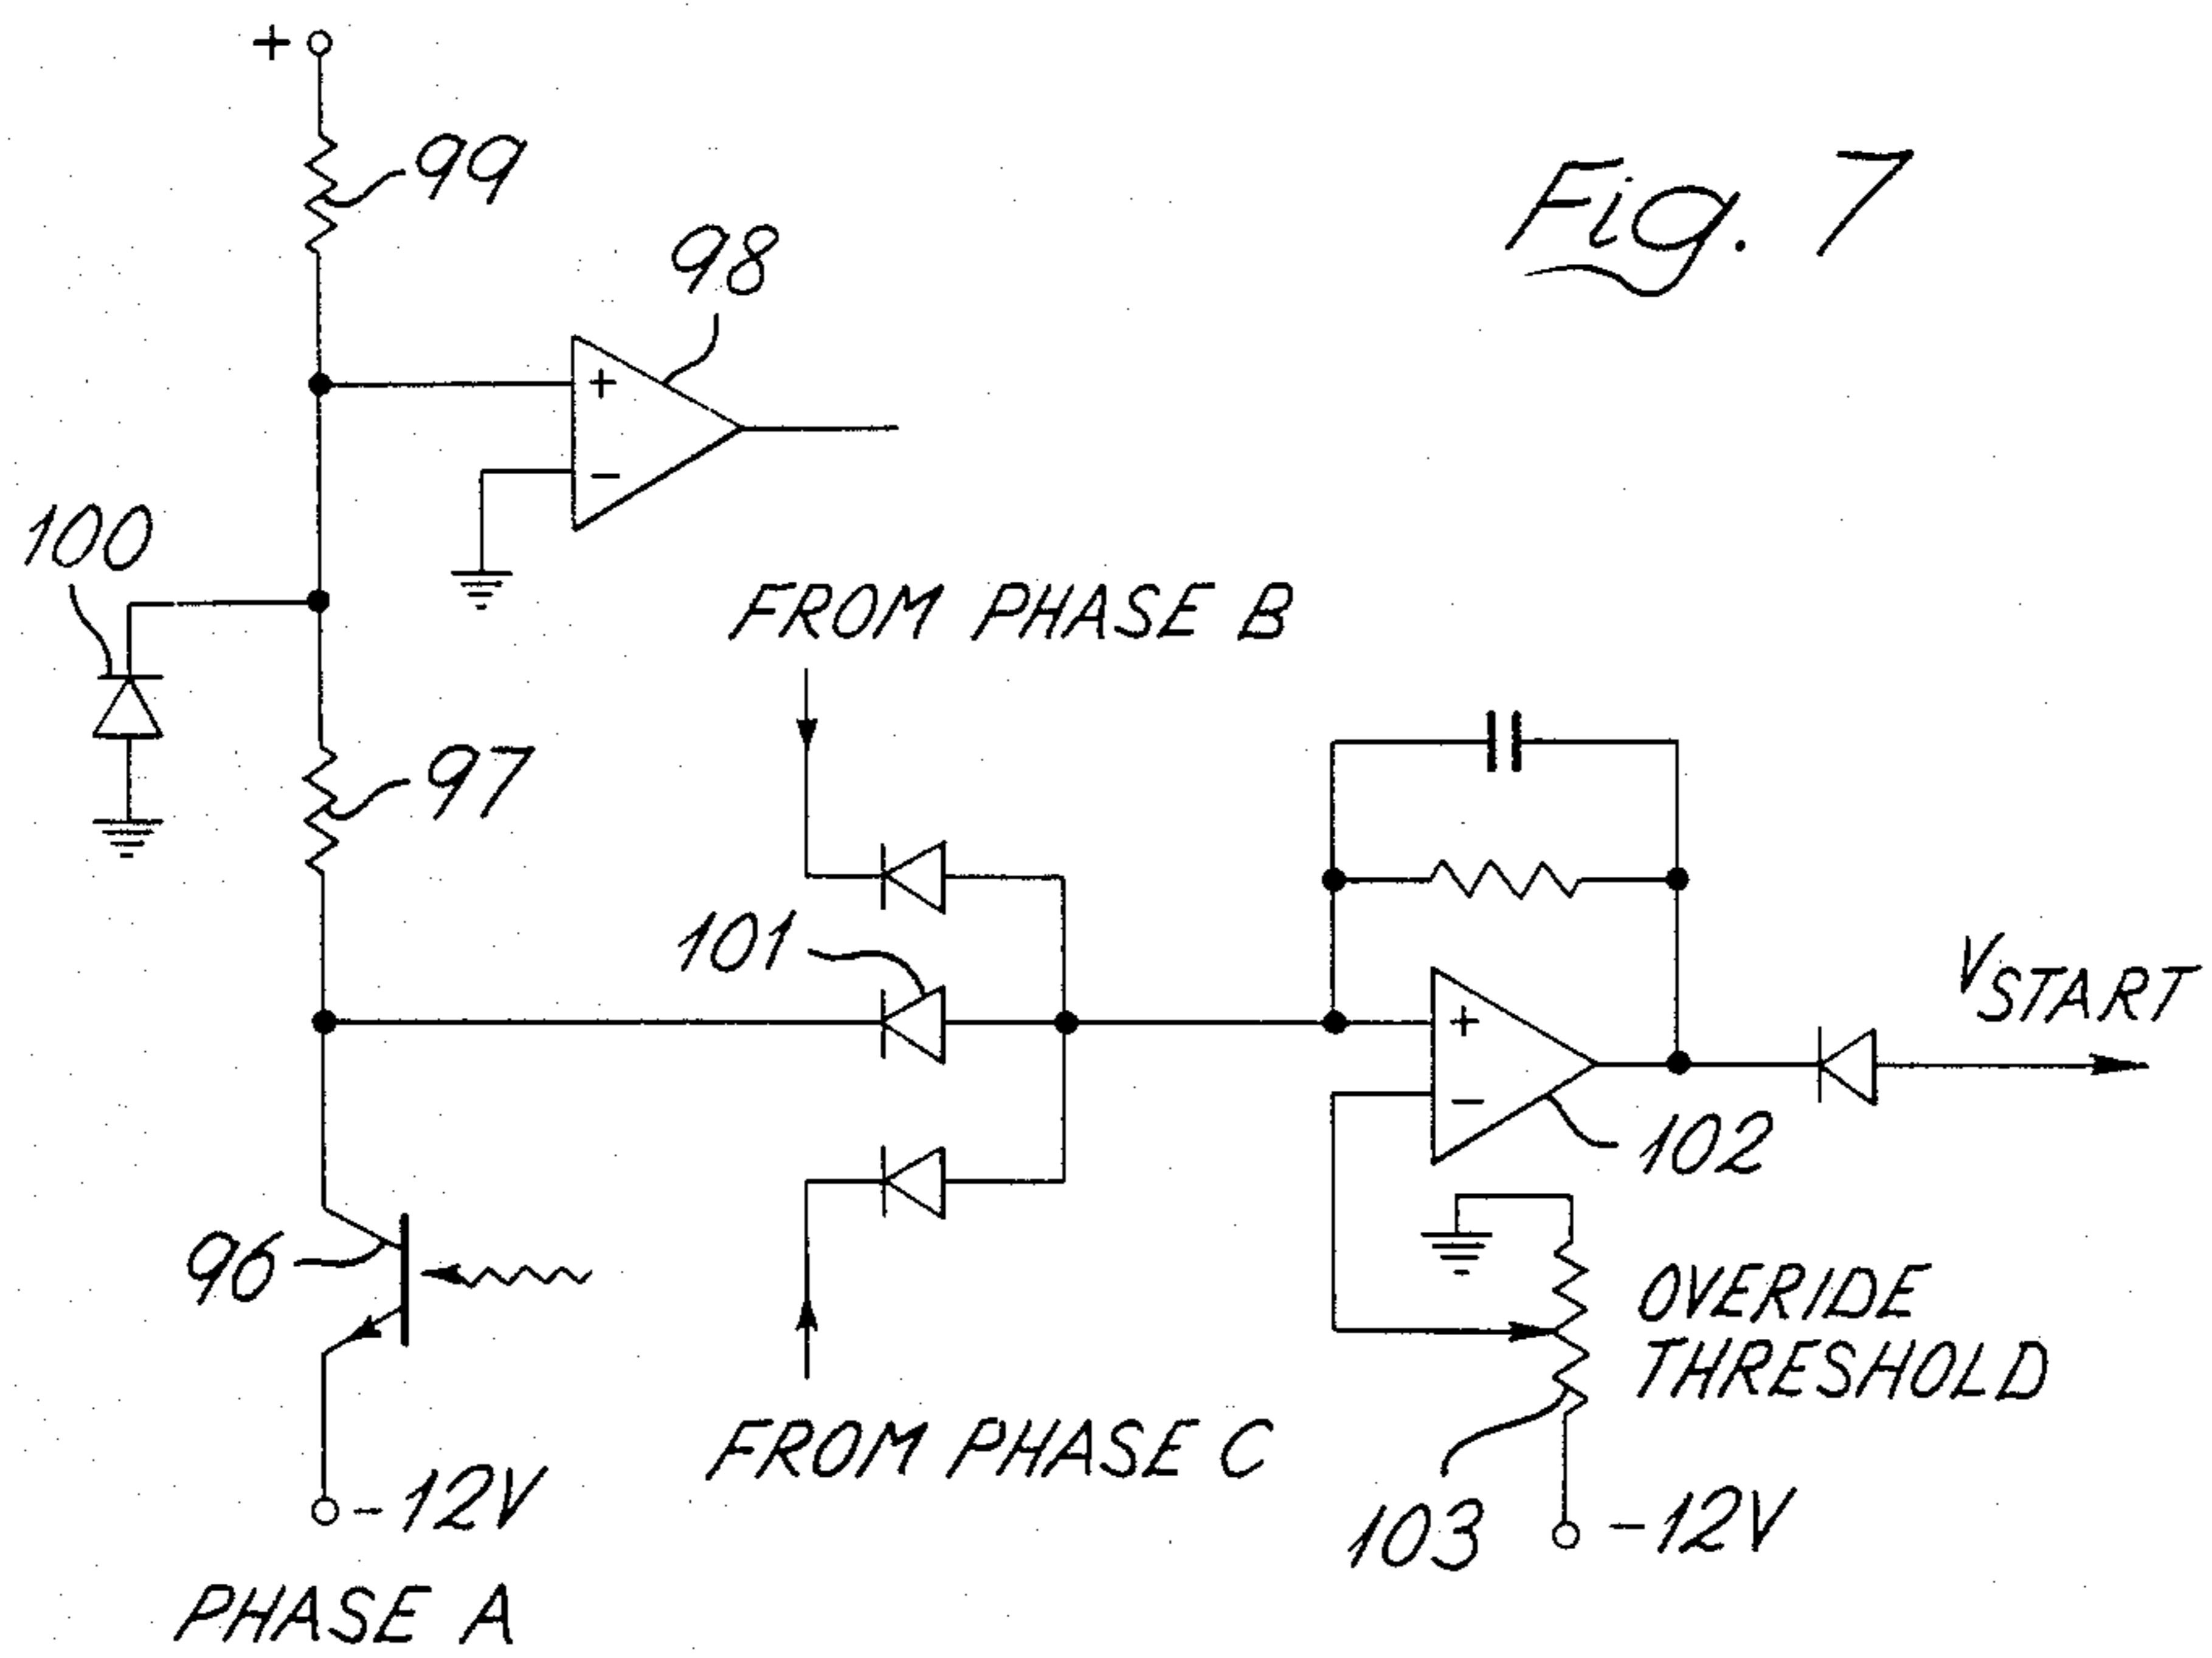 +
99
Fig. 7
98
+
-
100
FROM PHASE B
97
101
VSTART
+
-
102
96
OVERIDE
THRESHOLD
FROM PHASE C
-12V
103
-12V
PHASE A